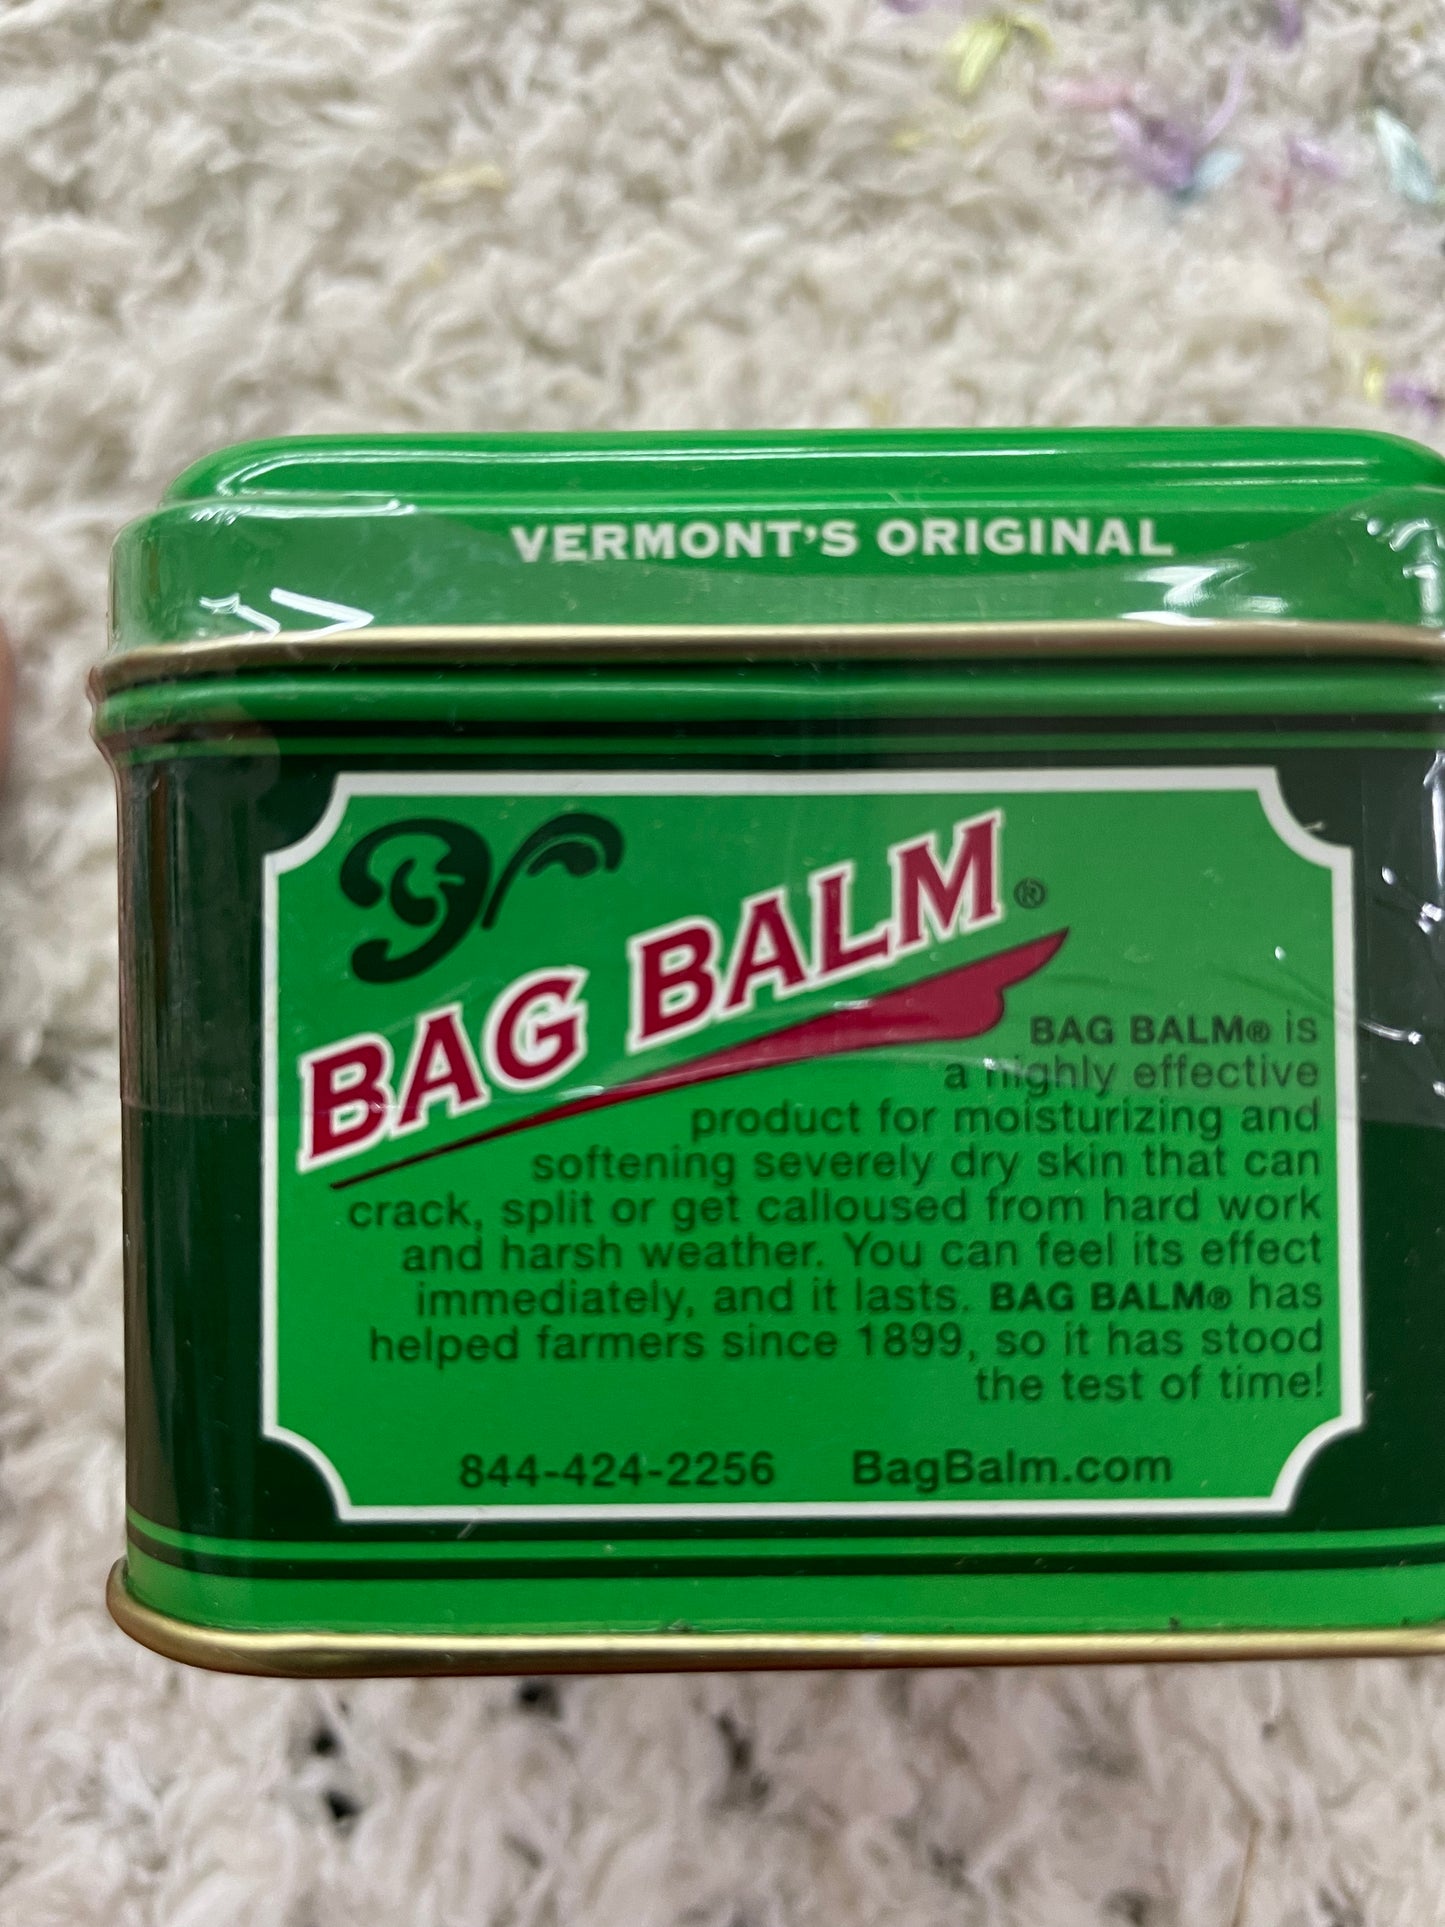 VERMONT'S ORIGINAL
BAG BALM®
BAG BALM® is
a highly effective
product for moisturizing and
softening severely dry skin that can
crack, split or get calloused from hard work
and harsh weather. You can feel its effect
immediately, and it lasts. BAG BALM® has
helped farmers since 1899, so it has stood
the test of time!
844-424-2256 BagBalm.com